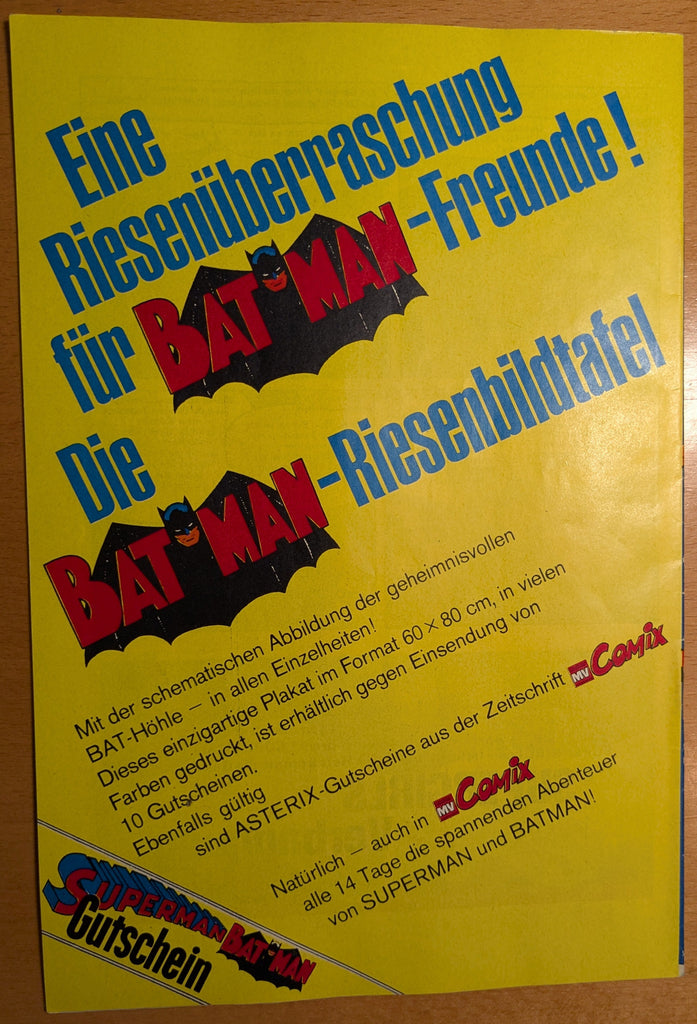 Eine
Riesenüberraschung
für BATMAN-Freunde!
Die
BATMAN-Riesenbildtafel
Mit der schematischen Abbildung der geheimnisvollen
BAT-Höhle – in allen Einzelheiten!
Dieses einzigartige Plakat im Format 60 × 80 cm, in vielen
Farben gedruckt, ist erhältlich gegen Einsendung von
10 Gutscheinen.
Ebenfalls gültig
sind ASTERIX-Gutscheine aus der Zeitschrift MV COMIX
Natürlich – auch in MV COMIX
alle 14 Tage die spannenden Abenteuer
von SUPERMAN und BATMAN!
SUPERMAN BATMAN
Gutschein